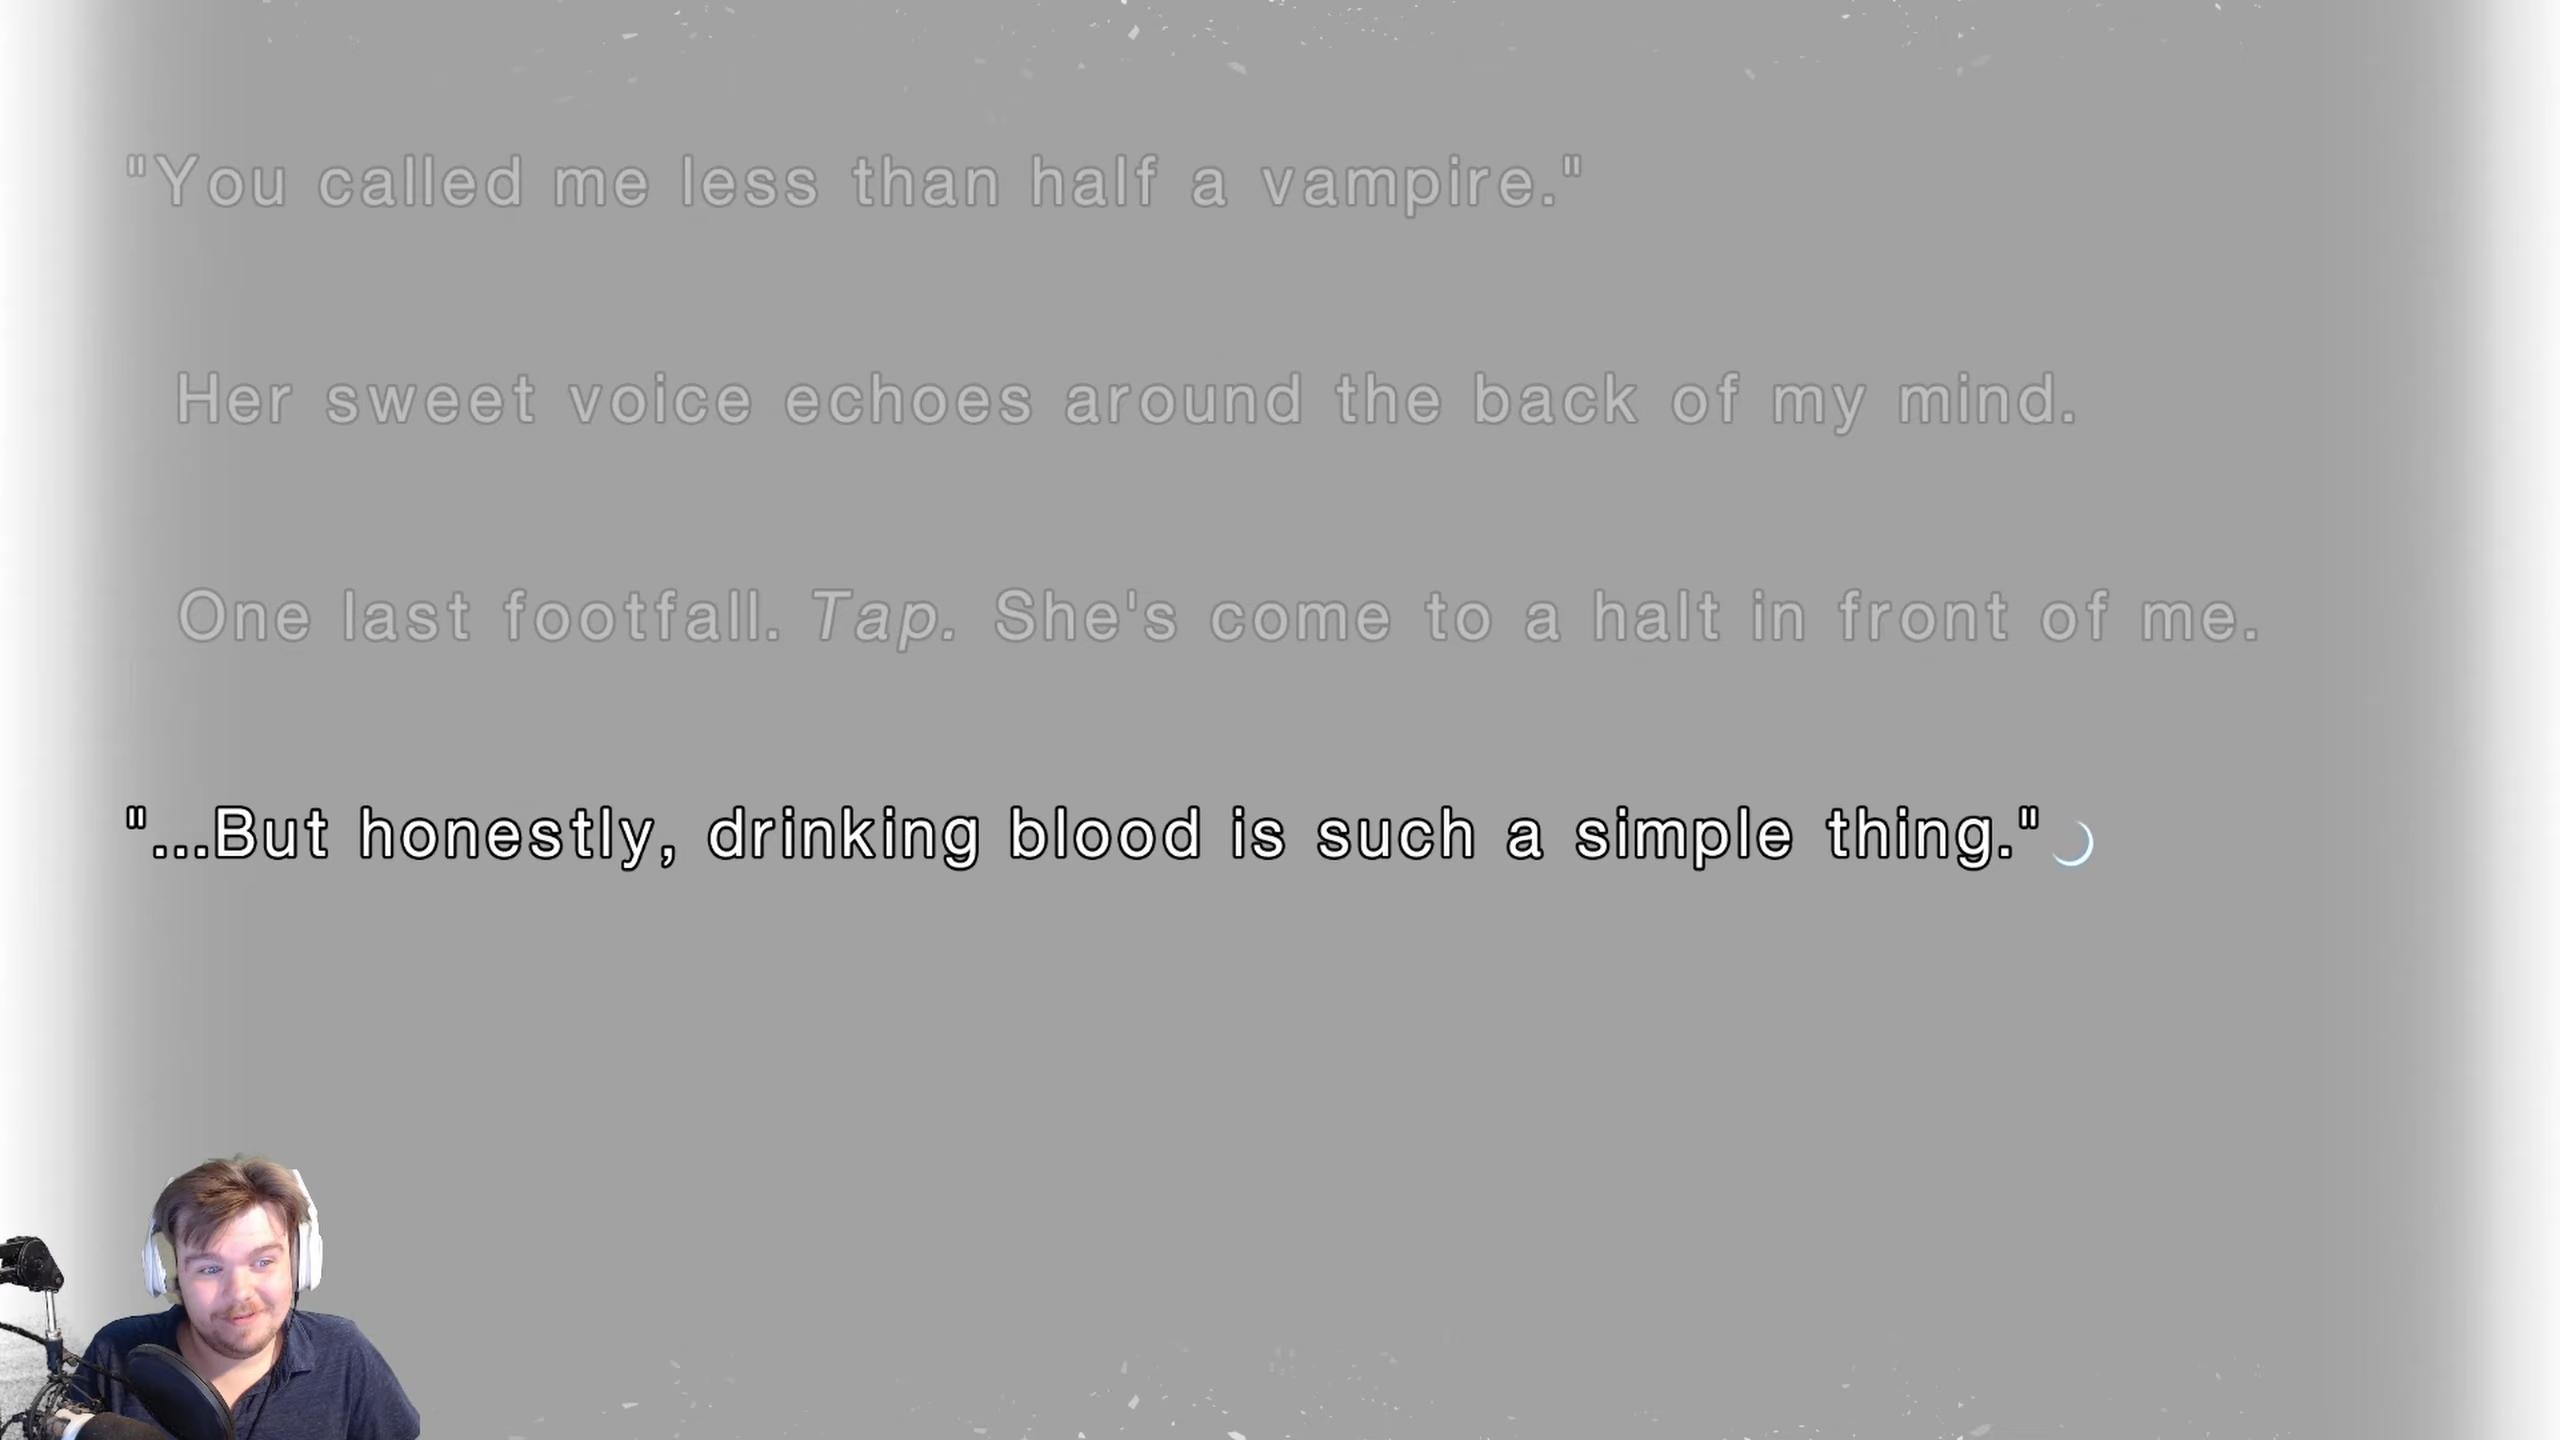 "You called me less than half a vampire."
Her sweet voice echoes around the back of my mind.
One last footfall. Tap. She's come to a halt in front of me.
"...But honestly, drinking blood is such a simple thing."